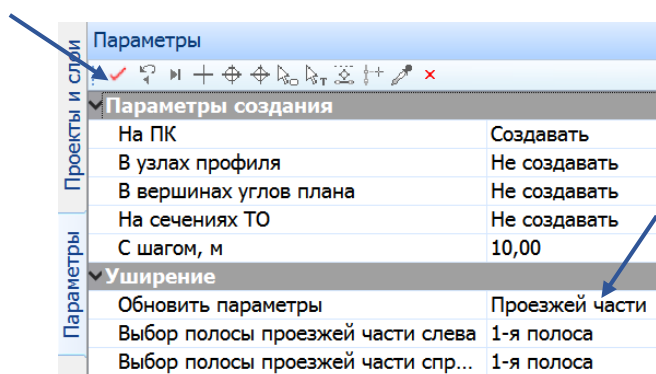 Параметры
Проекты и слои
Параметры создания
На ПК Создавать
В узлах профиля Не создавать
В вершинах углов плана Не создавать
На сечениях ТО Не создавать
С шагом, м 10,00
Параметры
Уширение
Обновить параметры Проезжей части
Выбор полосы проезжей части слева 1-я полоса
Выбор полосы проезжей части спр... 1-я полоса